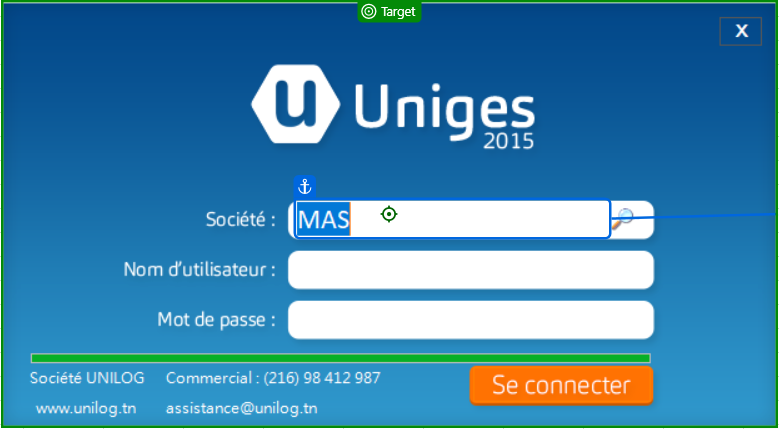 Target
X
U Uniges
2015
Société : MAS
Nom d'utilisateur :
Mot de passe :
Société UNILOG Commercial : (216) 98 412 987
www.unilog.tn assistance@unilog.tn
Se connecter